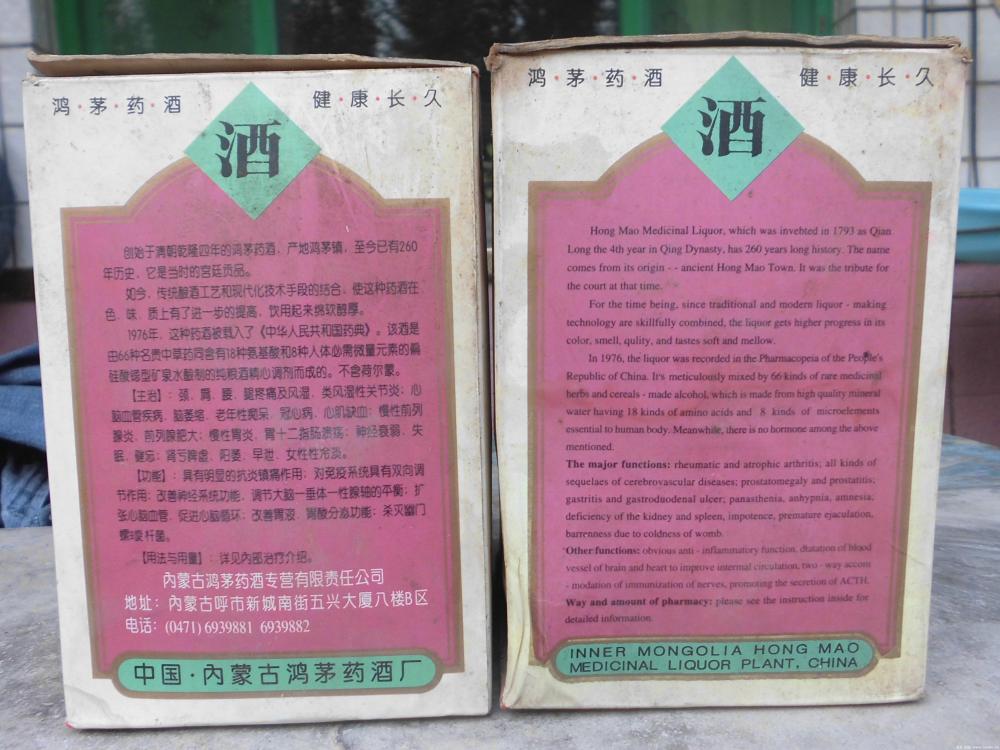 鸿·茅·药·酒
健·康·长·久
酒
创始于清朝乾隆四年的鸿茅药酒，产地鸿茅镇，至今已有260
年历史，它是当时的宫廷贡品。
如今，传统酿酒工艺和现代化技术手段的结合，使这种药酒在
色、味、质上有了进一步的提高，饮用起来绵软醇厚。
1976年，这种药酒被载入了《中华人民共和国药典》。该酒是
由66种名贵中草药同含有18种氨基酸和8种人体必需微量元素的偏
硅酸锶型矿泉水酿制的纯粮酒精心调剂而成的。不含荷尔蒙。
【主治】：颈、肩、腰、腿疼痛及风湿、类风湿性关节炎；心
脑血管疾病、脑萎缩、老年性痴呆、冠心病、心肌缺血；慢性前列
腺炎、前列腺肥大；慢性胃炎、胃十二指肠溃疡；神经衰弱、失
眠、健忘；肾亏脾虚、阳萎、早泄、女性性冷淡。
【功能】：具有明显的抗炎镇痛作用；对免疫系统具有双向调
节作用；改善神经系统功能，调节大脑—垂体—性腺轴的平衡；扩
张心脑血管，促进心脑循环；改善胃液、胃酸分泌功能；杀灭幽门
螺旋杆菌。
【用法与用量】：详见内部治疗介绍。
内蒙古鸿茅药酒专营有限责任公司
地址：内蒙古呼市新城南街五兴大厦八楼B区
电话：(0471) 6939881 6939882
中国·内蒙古鸿茅药酒厂
鸿·茅·药·酒
健·康·长·久
酒
Hong Mao Medicinal Liquor, which was invebted in 1793 as Qian
Long the 4th year in Qing Dynasty, has 260 years long history. The name
comes from its origin - - ancient Hong Mao Town. It was the tribute for
the court at that time.
For the time being, since traditional and modern liquor - making
technology are skillfully combined, the liquor gets higher progress in its
color, smell, qulity, and tastes soft and mellow.
In 1976, the liquor was recorded in the Pharmacopeia of the People's
Republic of China. It's meticulously mixed by 66 kinds of rare medicinal
herbs and cereals - made alcohol, which is made from high quality mineral
water having 18 kinds of amino acids and 8 kinds of microelements
essential to human body. Meanwhile, there is no hormone among the above
mentioned.
The major functions: rheumatic and atrophic arthritis; all kinds of
sequelaes of cerebrovascular diseases; prostatomegaly and prostatitis;
gastritis and gastroduodenal ulcer; panasthenia, anhypnia, amnesia;
deficiency of the kidney and spleen, impotence, premature ejaculation,
barrenness due to coldness of womb.
Other functions: obvious anti - inflammatory function, dtatation of blood
vessel of brain and heart to improve internal circulation, two - way accom
- modation of immunization of nerves, promoting the secretion of ACTH.
Way and amount of pharmacy: please see the instruction inside for
detailed information.
INNER MONGOLIA HONG MAO
MEDICINAL LIQUOR PLANT, CHINA